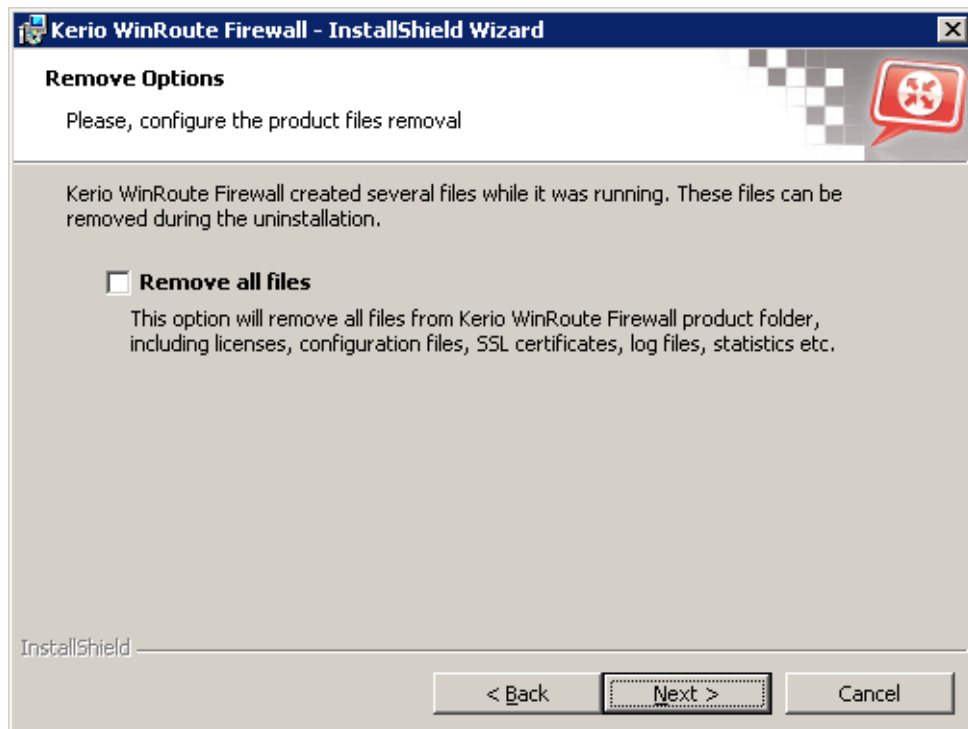 Kerio WinRoute Firewall - InstallShield Wizard
Remove Options
Please, configure the product files removal
Kerio WinRoute Firewall created several files while it was running. These files can be
removed during the uninstallation.
Remove all files
This option will remove all files from Kerio WinRoute Firewall product folder,
including licenses, configuration files, SSL certificates, log files, statistics etc.
InstallShield
< Back Next > Cancel